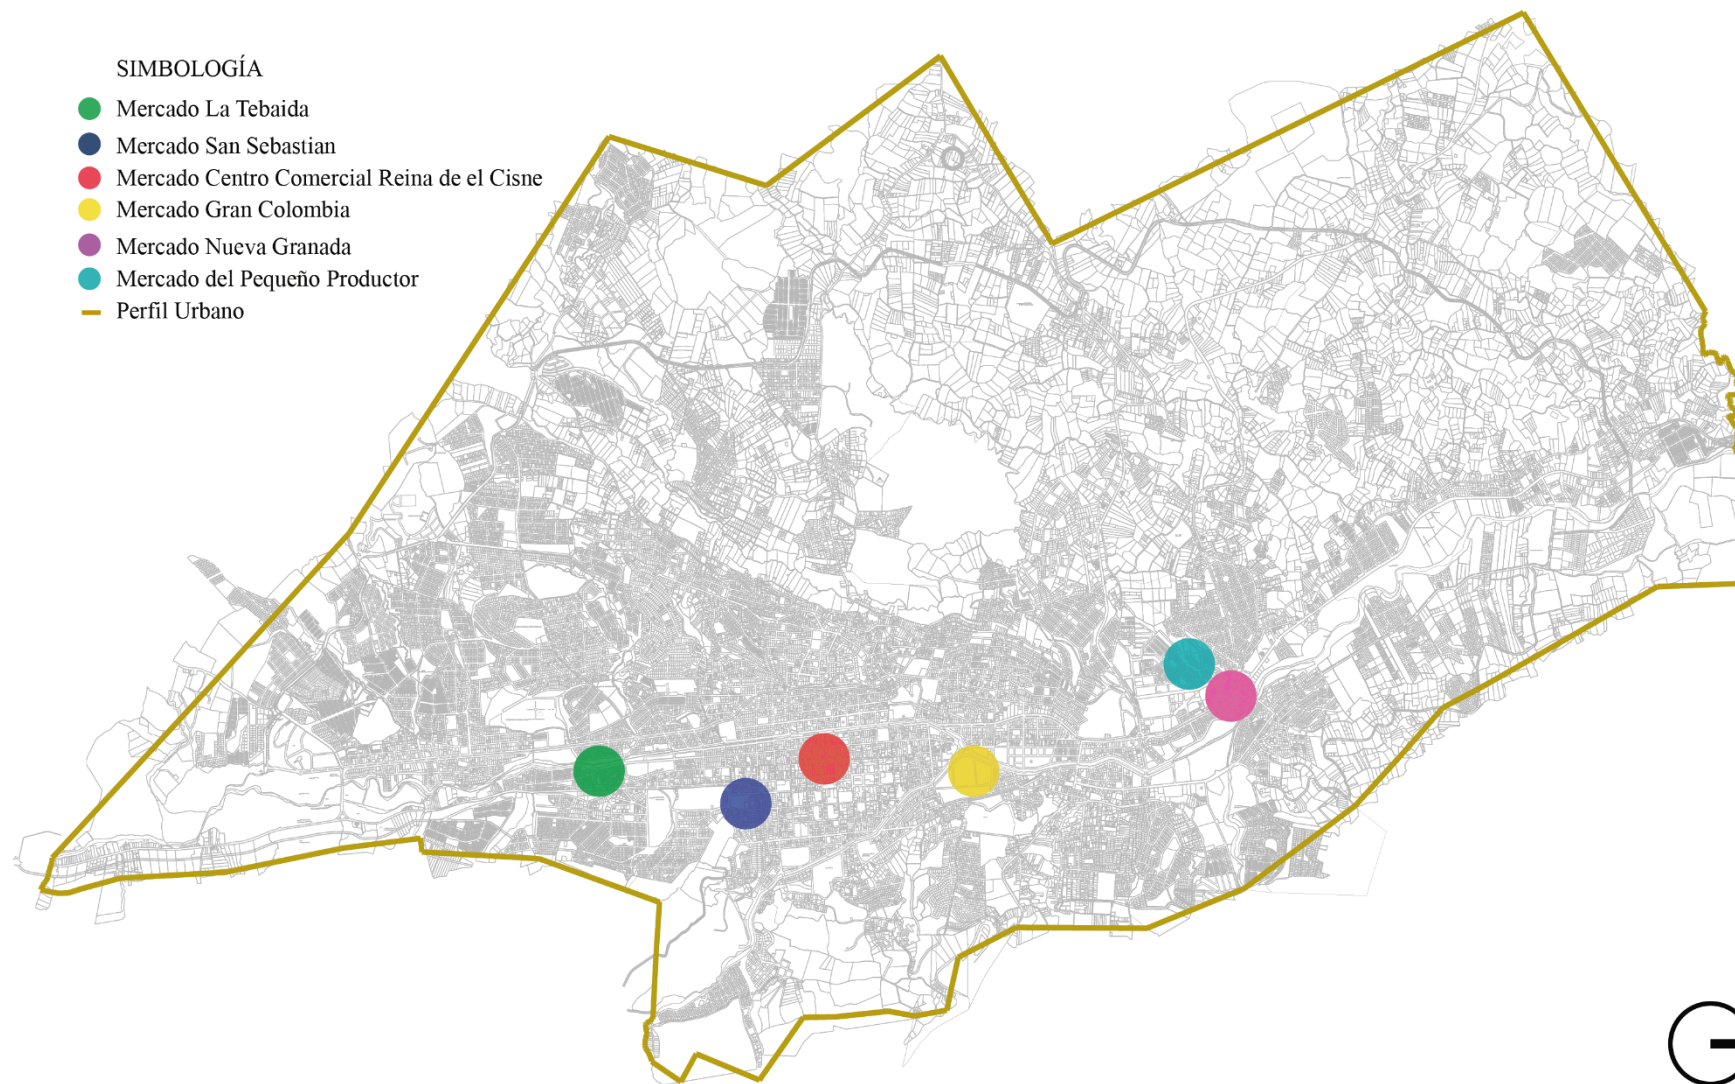 SIMBOLOGÍA
Mercado La Tebaida
Mercado San Sebastian
Mercado Centro Comercial Reina de el Cisne
Mercado Gran Colombia
Mercado Nueva Granada
Mercado del Pequeño Productor
Perfil Urbano